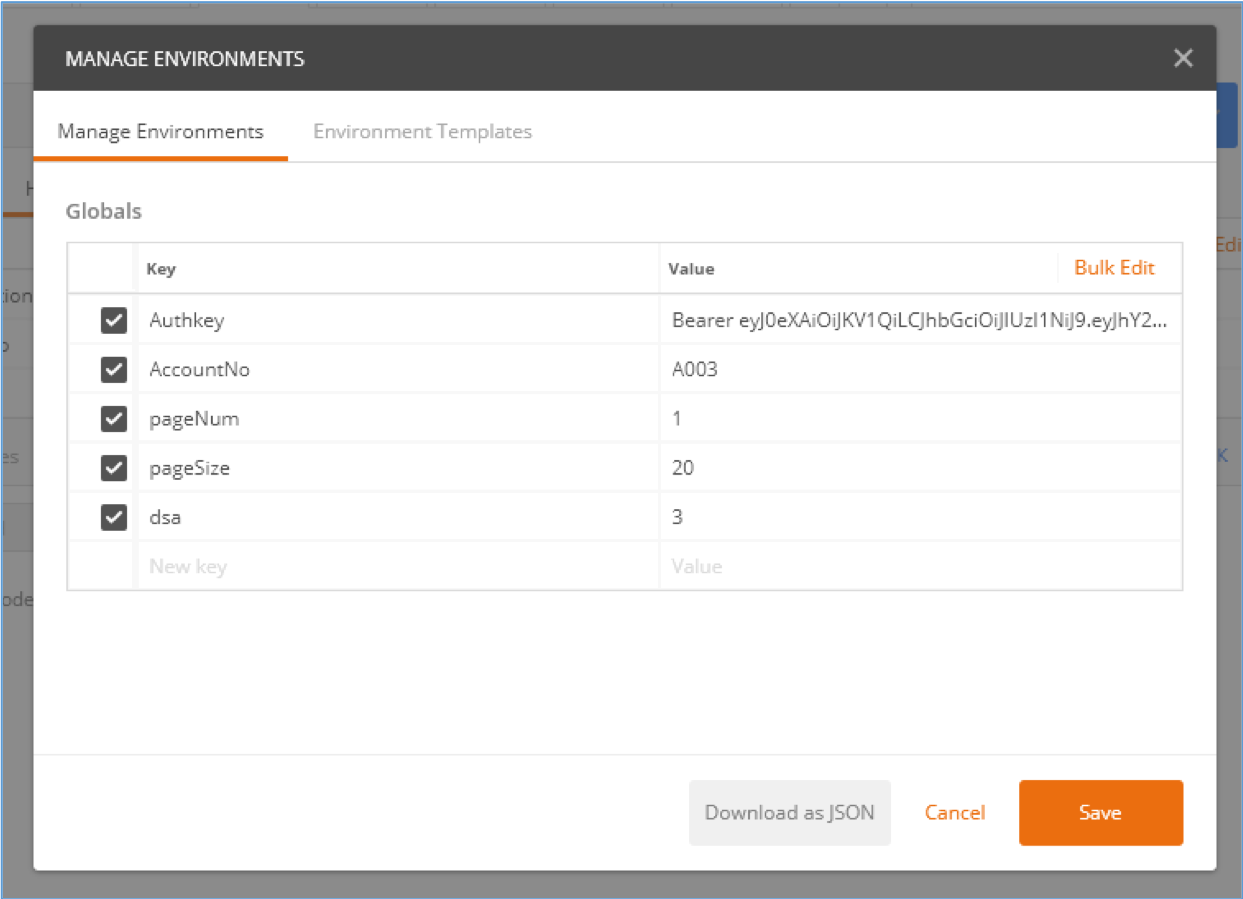 MANAGE ENVIRONMENTS
Manage Environments Environment Templates
Globals
Key Value Bulk Edit
Authkey Bearer eyJ0eXAiOiJKV1QiLCJhbGciOiJIUzI1NiJ9.eyJhY2...
AccountNo A003
pageNum 1
pageSize 20
dsa 3
New key Value
Download as JSON Cancel Save